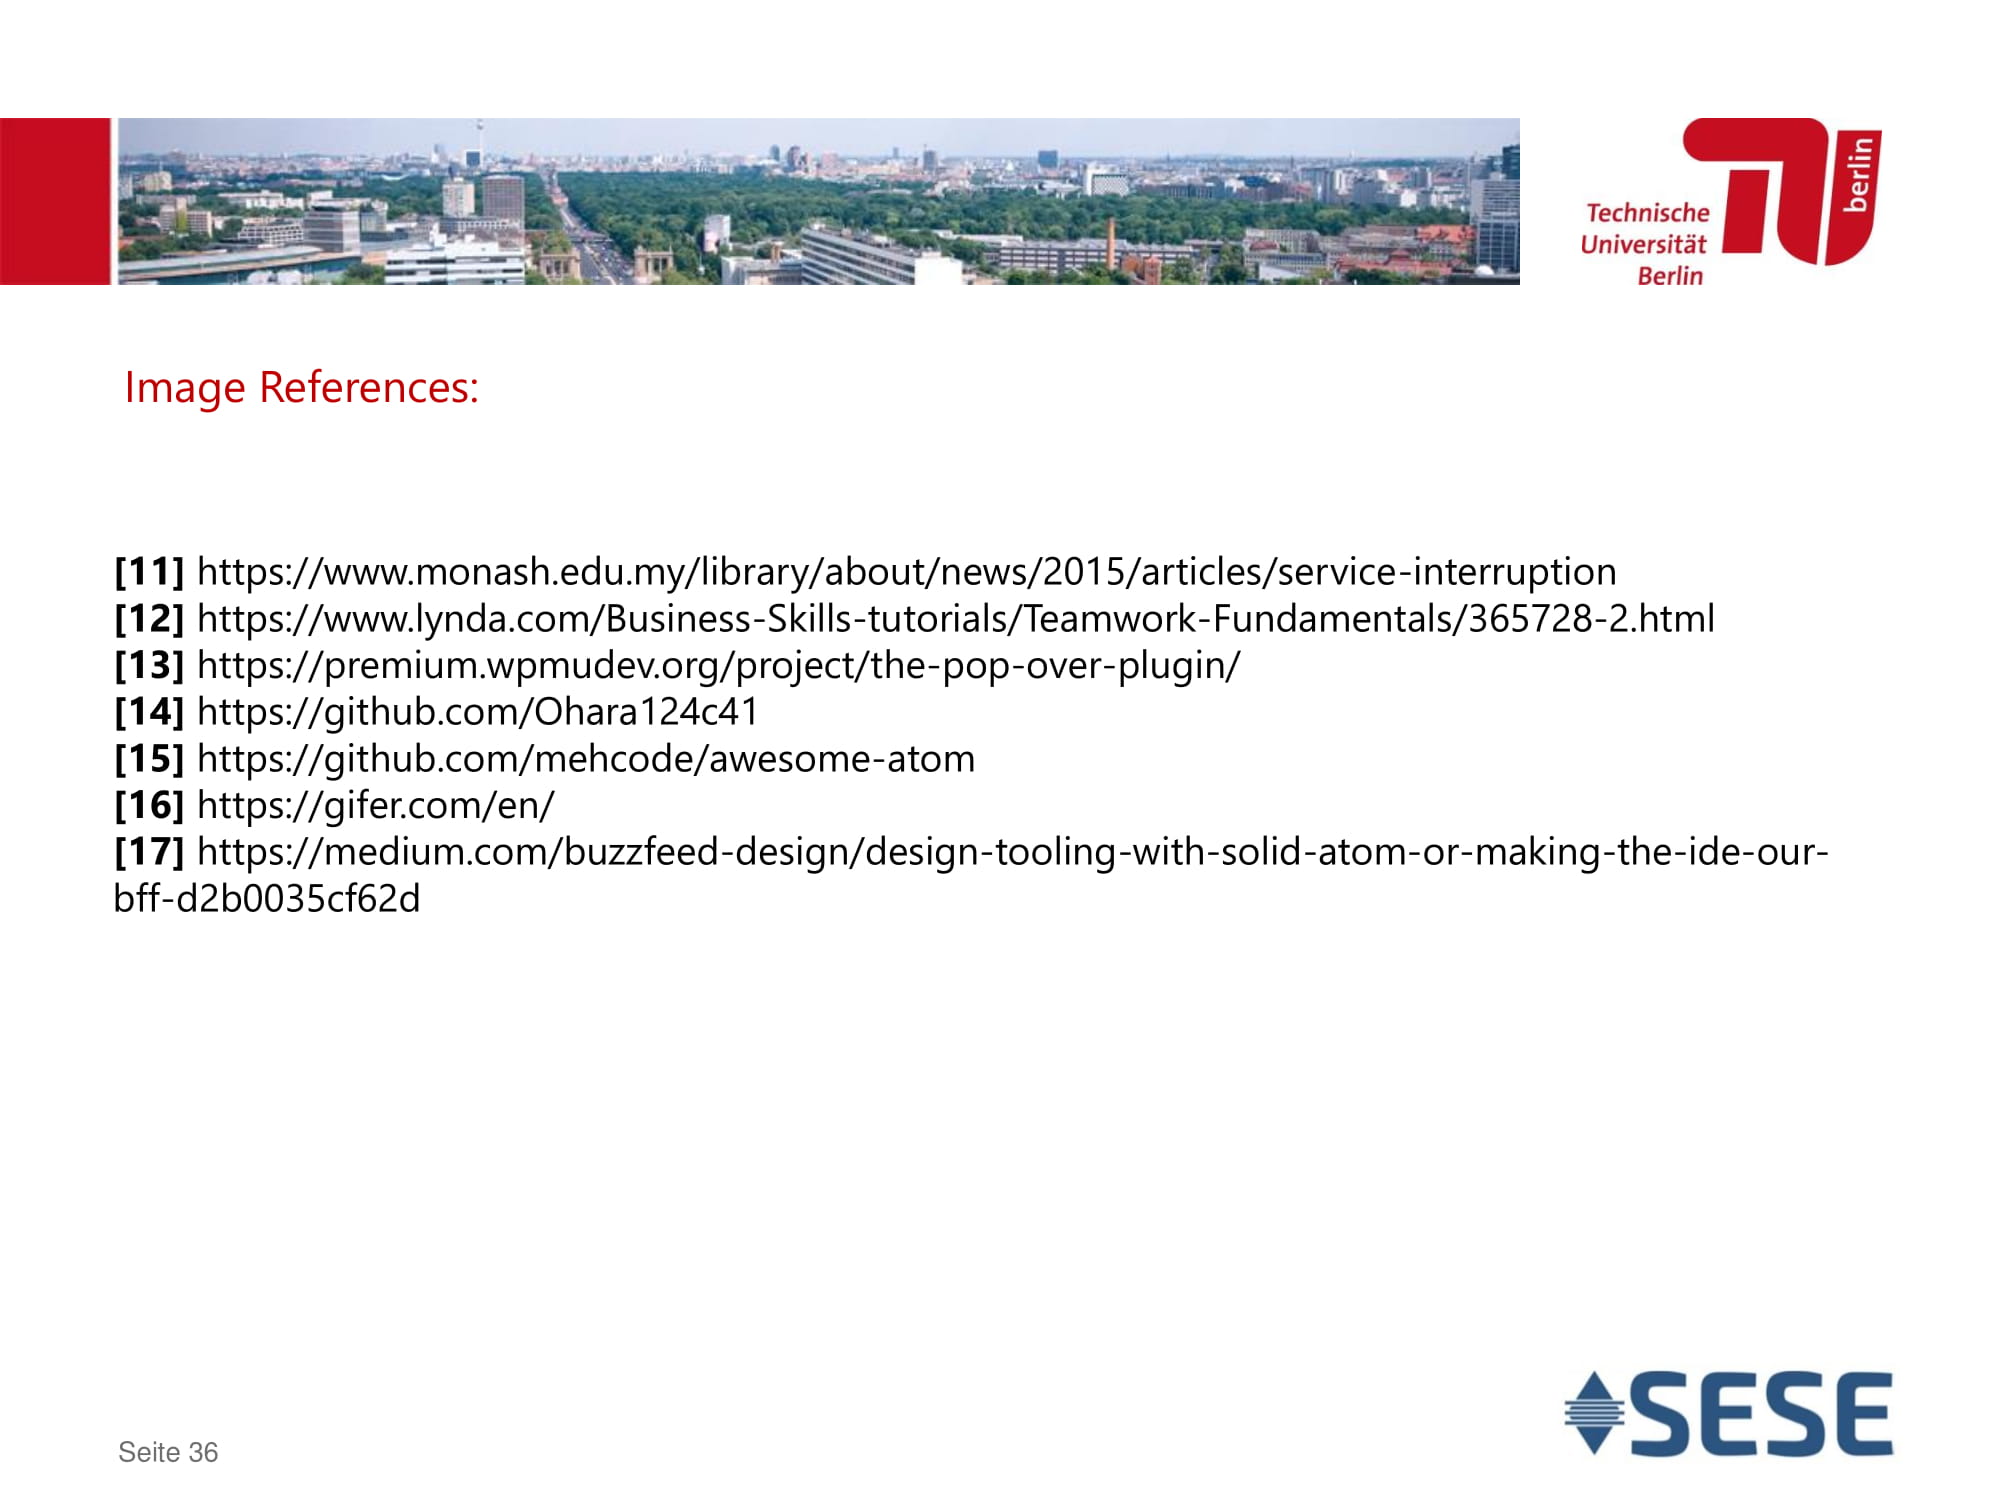 Technische
Universität
Berlin
berlin
Image References:
[11] https://www.monash.edu.my/library/about/news/2015/articles/service-interruption
[12] https://www.lynda.com/Business-Skills-tutorials/Teamwork-Fundamentals/365728-2.html
[13] https://premium.wpmudev.org/project/the-pop-over-plugin/
[14] https://github.com/Ohara124c41
[15] https://github.com/mehcode/awesome-atom
[16] https://gifer.com/en/
[17] https://medium.com/buzzfeed-design/design-tooling-with-solid-atom-or-making-the-ide-our-
bff-d2b0035cf62d
Seite 36
SESE